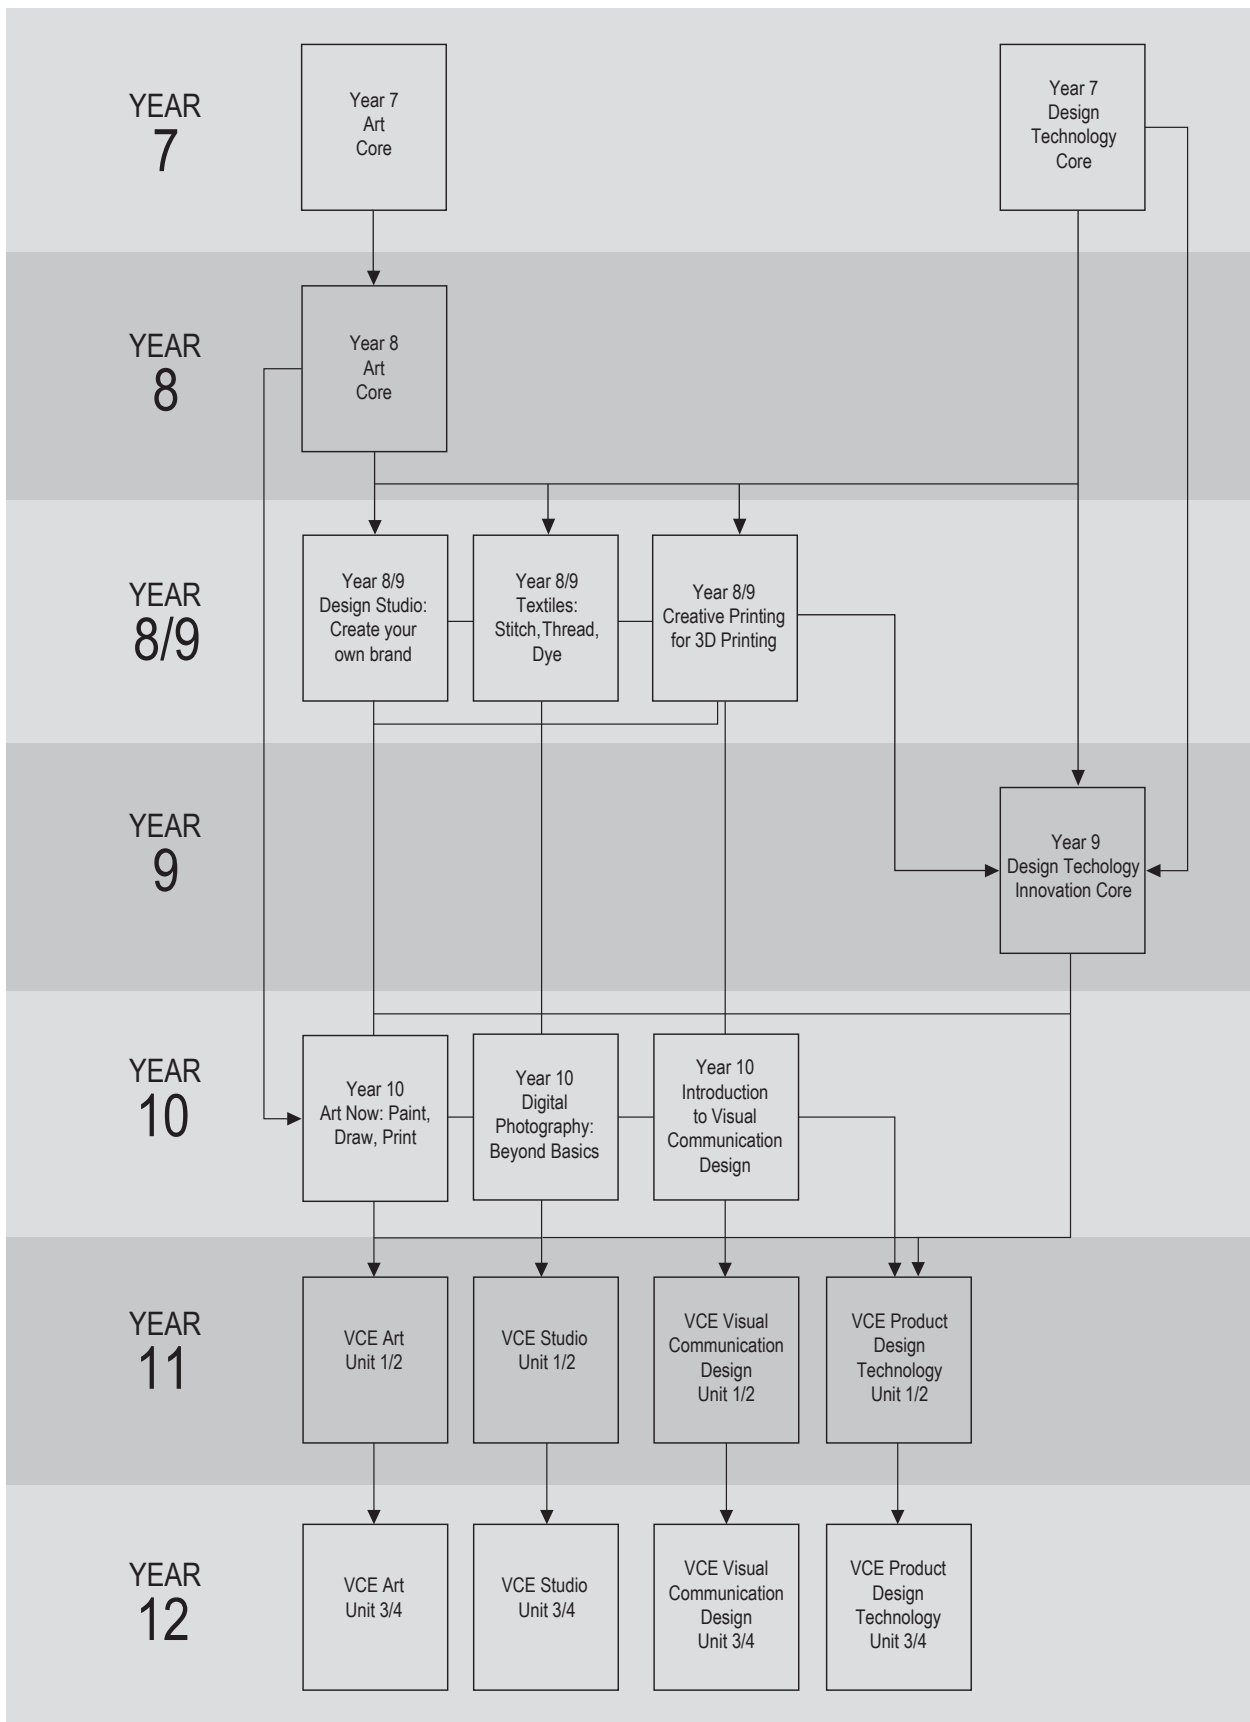 YEAR
7
Year 7
Art
Core
Year 7
Design
Technology
Core
YEAR
8
Year 8
Art
Core
YEAR
8/9
Year 8/9
Design Studio:
Create your
own brand
Year 8/9
Textiles:
Stitch,Thread,
Dye
Year 8/9
Creative Printing
for 3D Printing
YEAR
9
Year 9
Design Techology
Innovation Core
YEAR
10
Year 10
Art Now: Paint,
Draw, Print
Year 10
Digital
Photography:
Beyond Basics
Year 10
Introduction
to Visual
Communication
Design
YEAR
11
VCE Art
Unit 1/2
VCE Studio
Unit 1/2
VCE Visual
Communication
Design
Unit 1/2
VCE Product
Design
Technology
Unit 1/2
YEAR
12
VCE Art
Unit 3/4
VCE Studio
Unit 3/4
VCE Visual
Communication
Design
Unit 3/4
VCE Product
Design
Technology
Unit 3/4